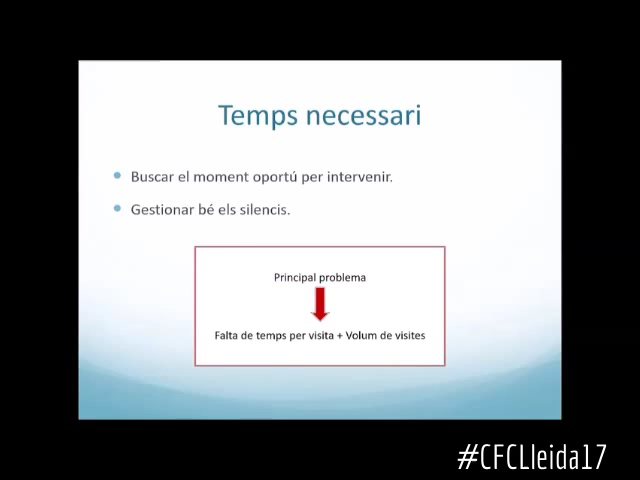 Temps necessari
Buscar el moment oportú per intervenir.
Gestionar bé els silencis.
Principal problema
Falta de temps per visita + Volum de visites
#CFCLleida17